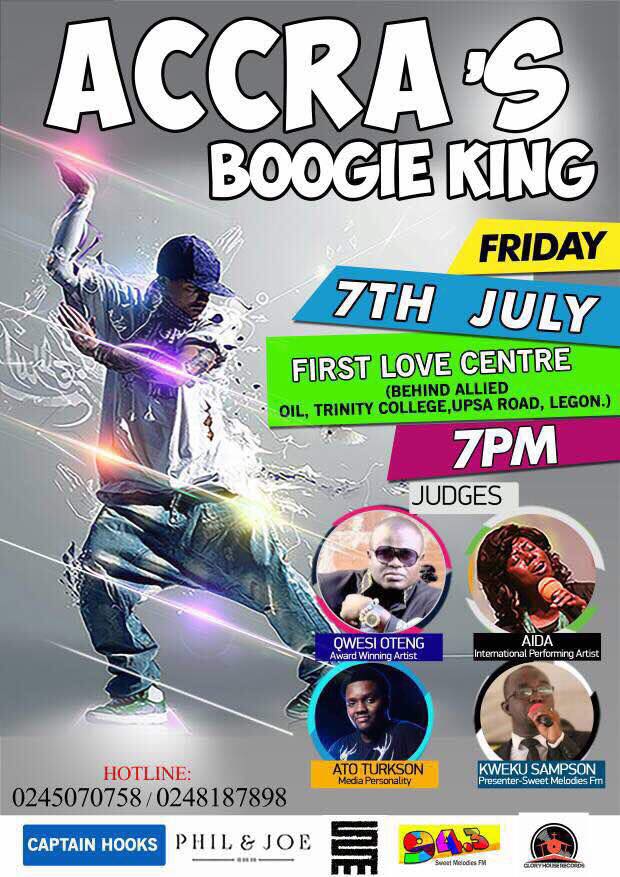 ACCRA'S
BOOGIE KING
FRIDAY
7TH JULY
FIRST LOVE CENTRE
(BEHIND ALLIED
OIL, TRINITY COLLEGE,UPSA ROAD, LEGON.)
7PM
JUDGES
QWESI OTENG
Award Winning Artist
AIDA
International Performing Artist
ATO TURKSON
Media Personality
KWEKU SAMPSON
Presenter-Sweet Melodies Fm
HOTLINE:
0245070758 / 0248187898
CAPTAIN HOOKS
PHIL & JOE
94.3
Sweet Melodies FM
GLORY HOUSE RECORDS